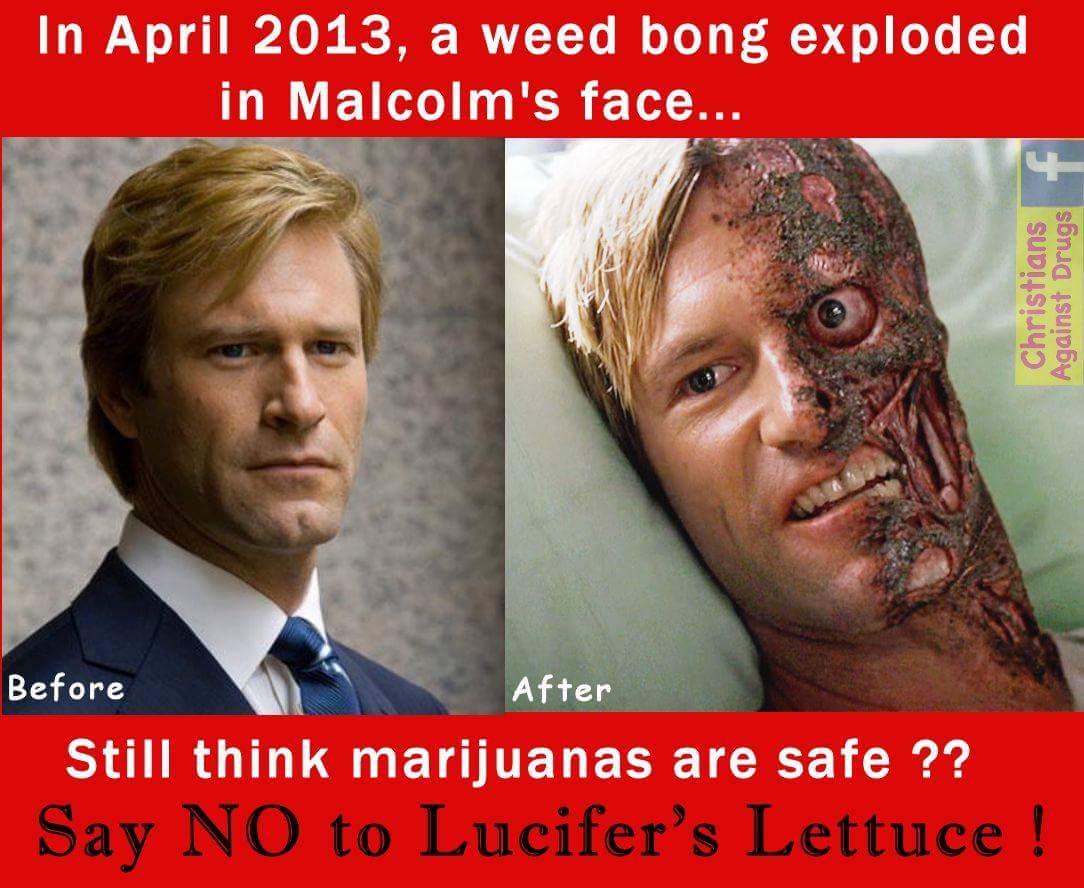 In April 2013, a weed bong exploded
in Malcolm's face...
f
Christians
Against Drugs
Before
After
Still think marijuanas are safe ??
Say NO to Lucifer’s Lettuce !